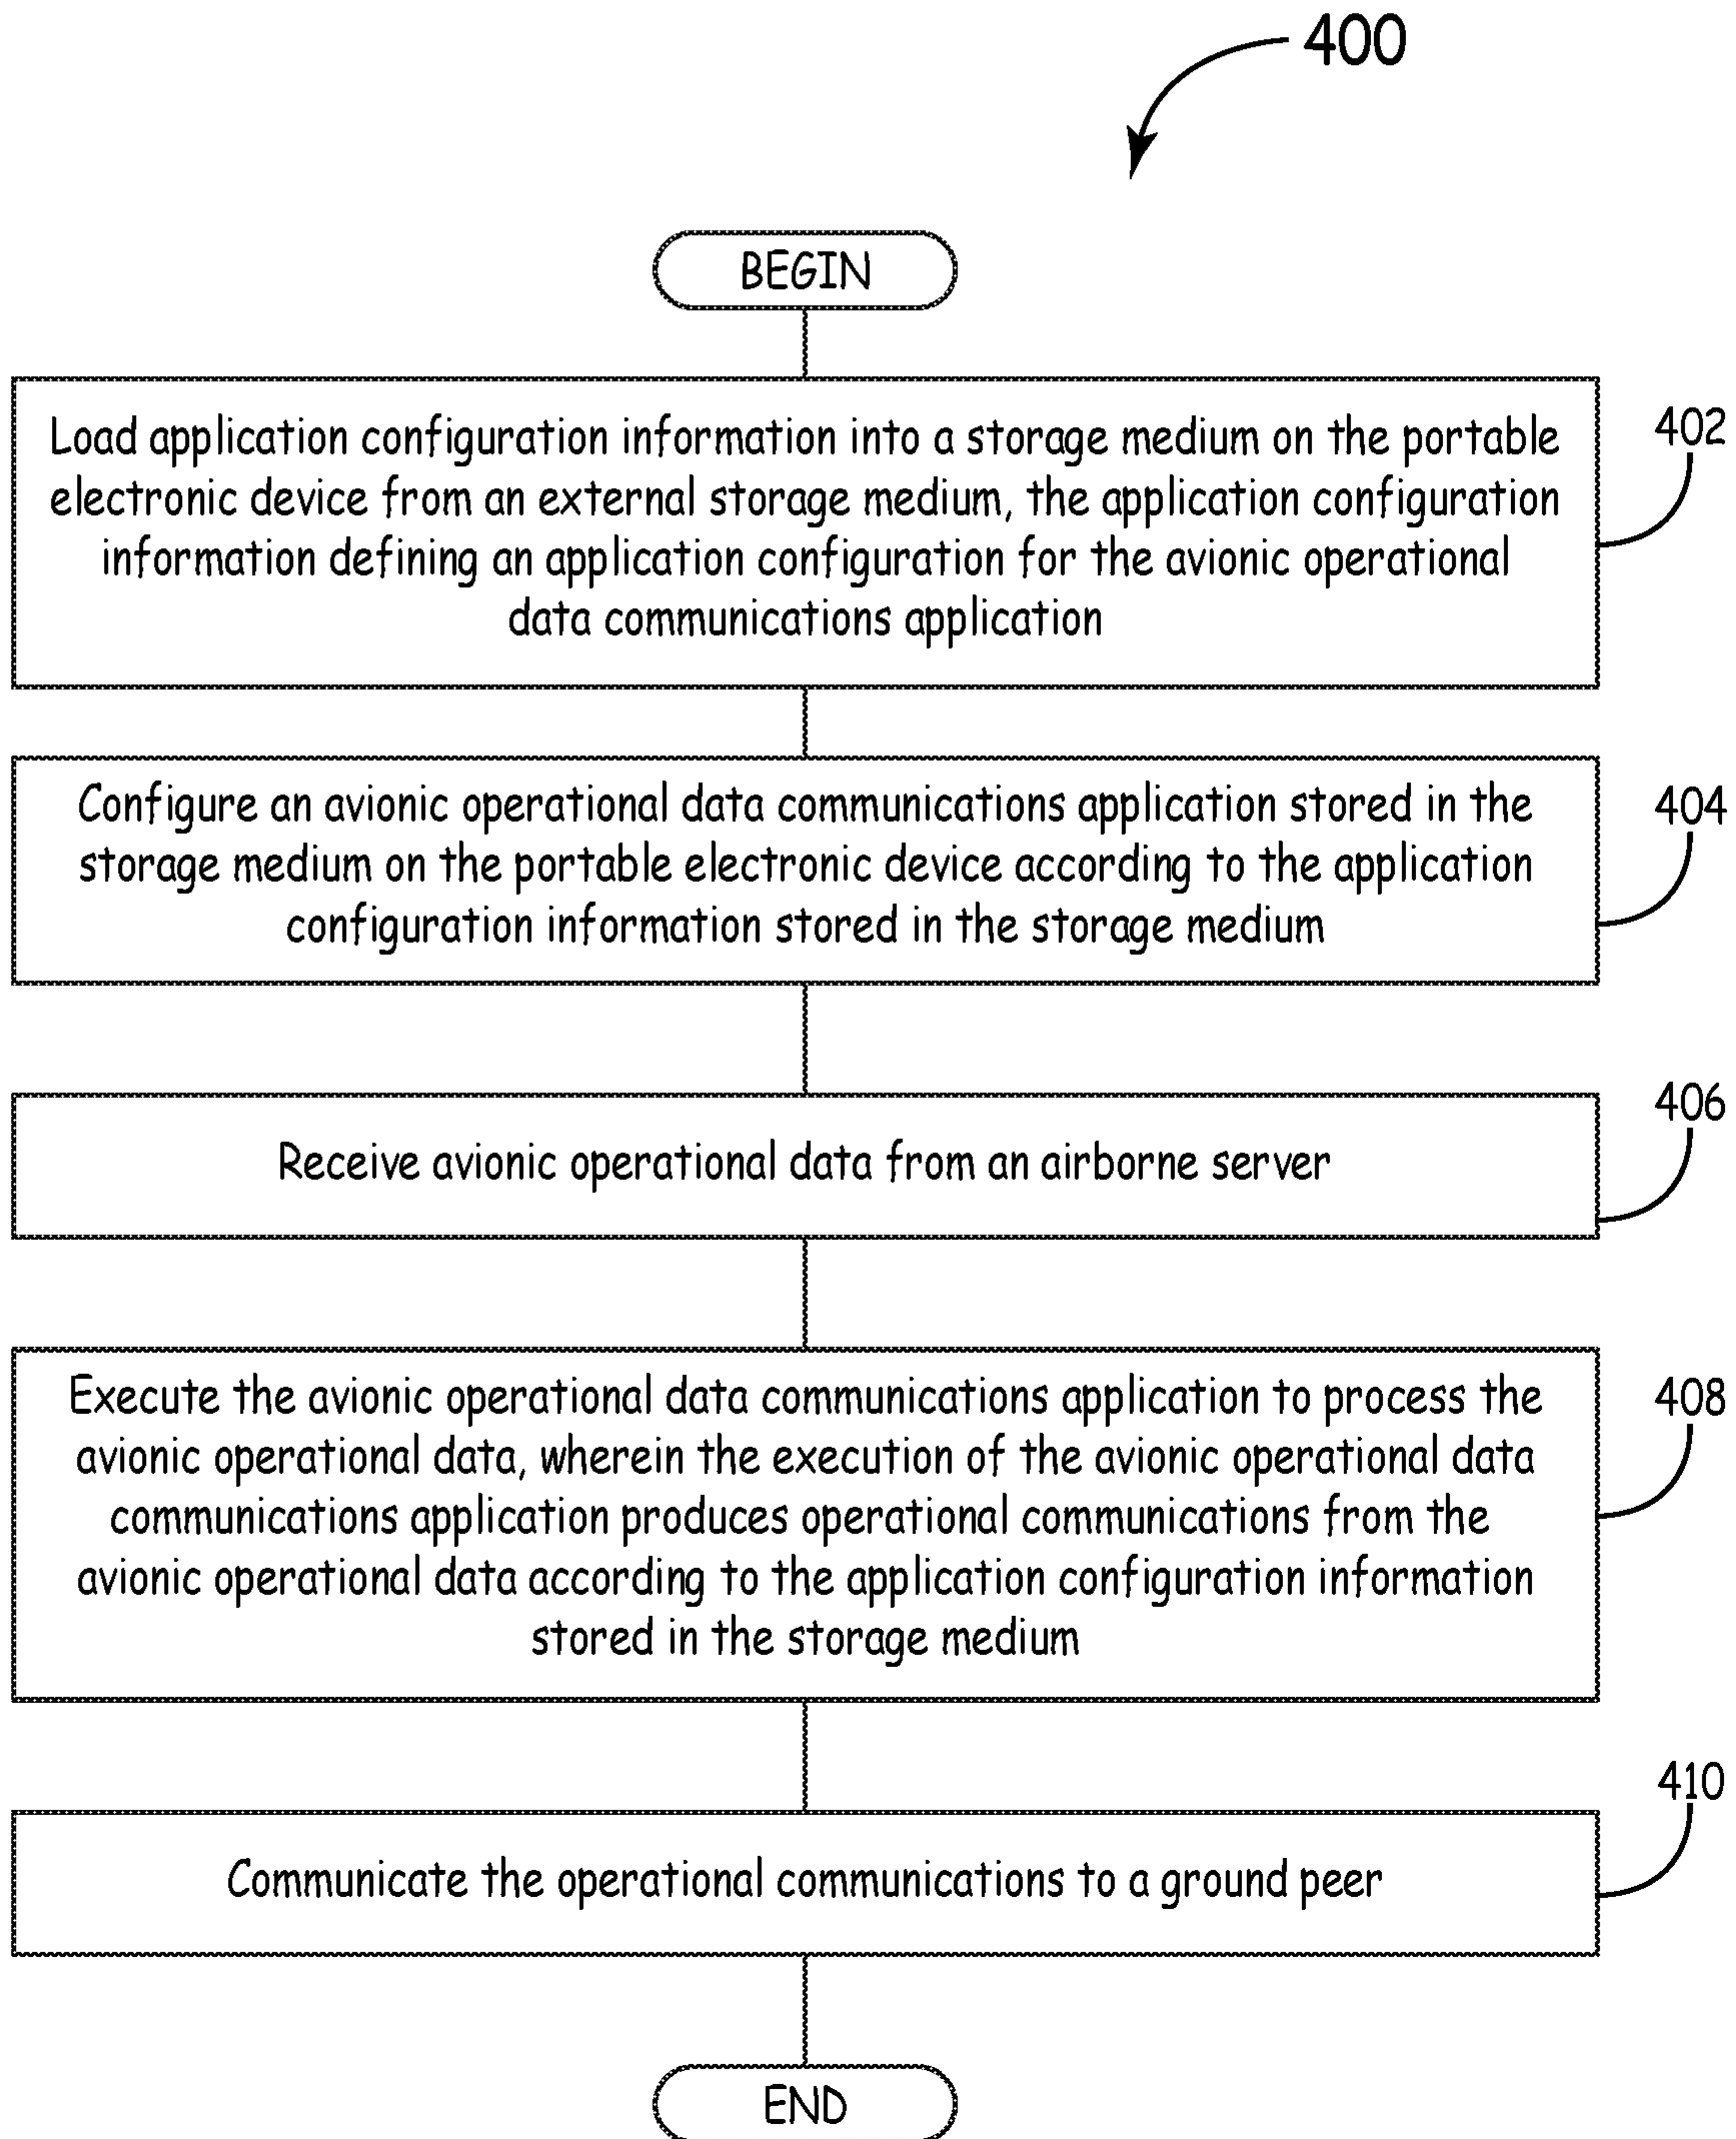 400
BEGIN
Load application configuration information into a storage medium on the portable
electronic device from an external storage medium, the application configuration
information defining an application configuration for the avionic operational
data communications application
402
Configure an avionic operational data communications application stored in the
storage medium on the portable electronic device according to the application
configuration information stored in the storage medium
404
Receive avionic operational data from an airborne server
406
Execute the avionic operational data communications application to process the
avionic operational data, wherein the execution of the avionic operational data
communications application produces operational communications from the
avionic operational data according to the application configuration information
stored in the storage medium
408
Communicate the operational communications to a ground peer
410
END